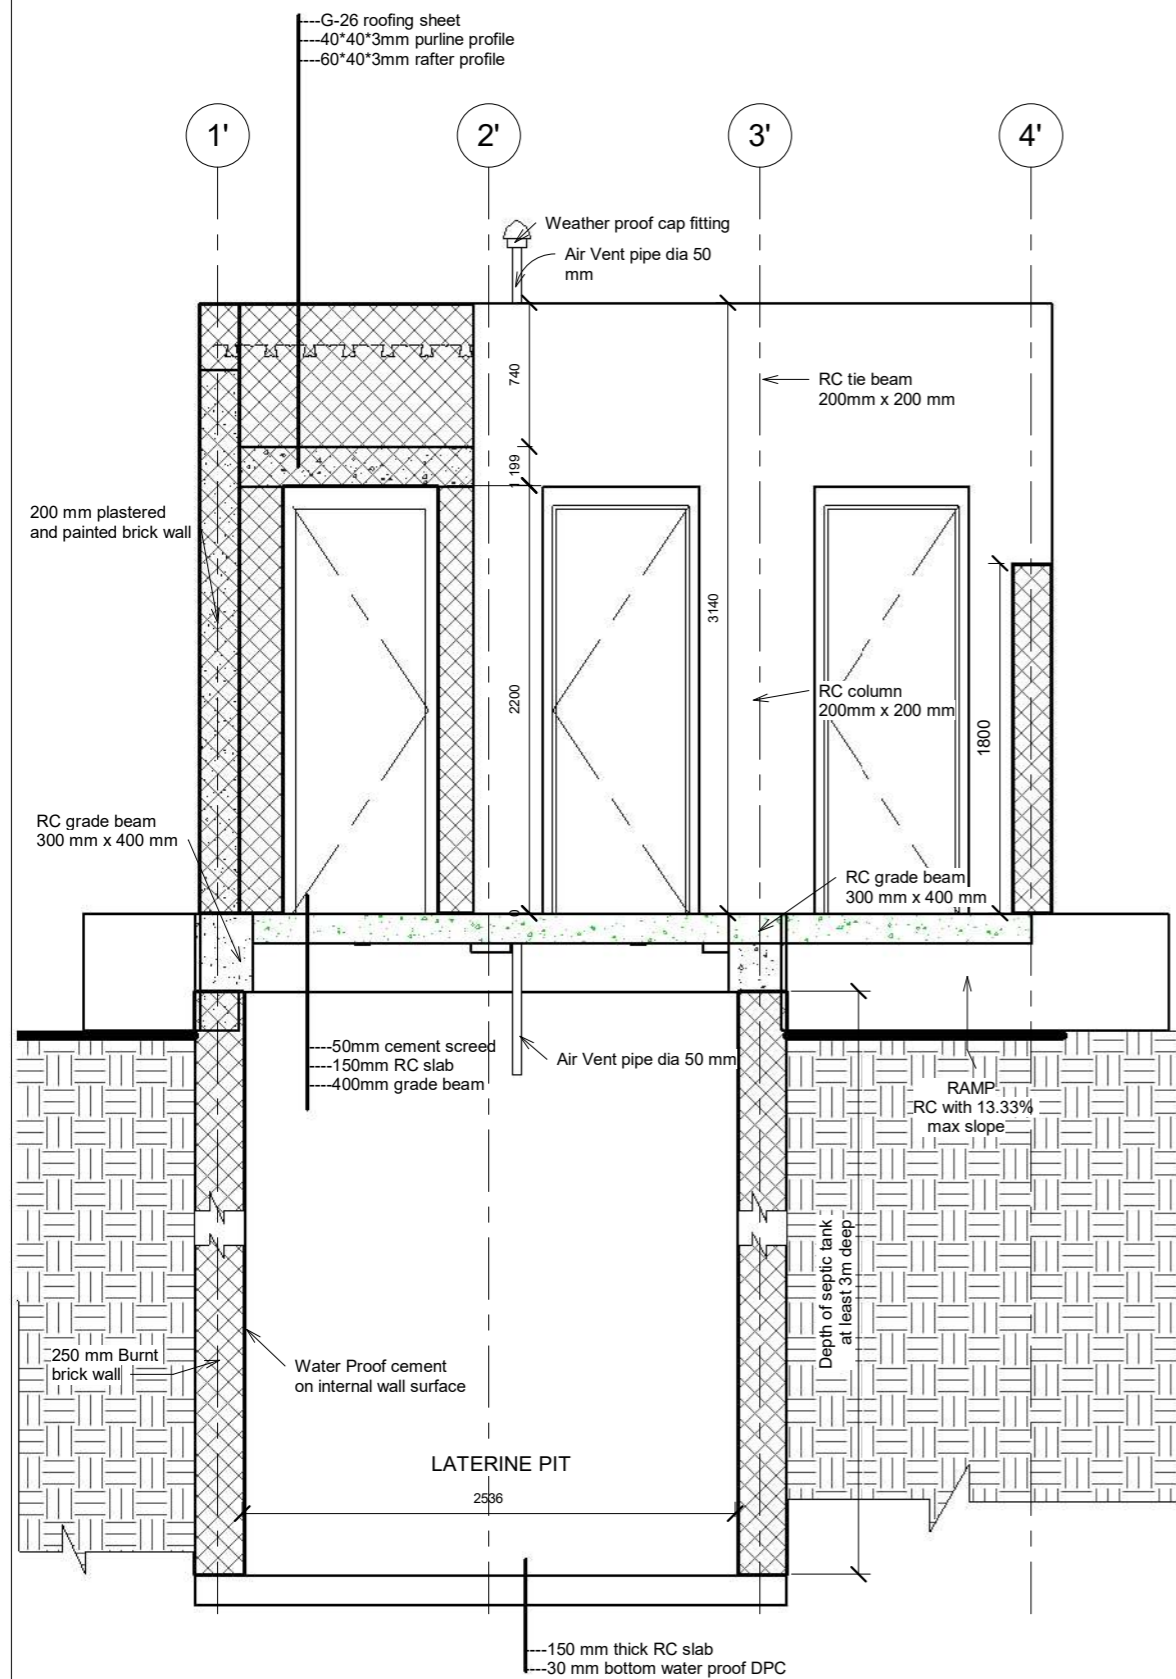 ----G-26 roofing sheet
----40*40*3mm purline profile
----60*40*3mm rafter profile
1'
2'
3'
4'
Weather proof cap fitting
Air Vent pipe dia 50
mm
740
RC tie beam
200mm x 200 mm
199
200 mm plastered
and painted brick wall
3140
2200
RC column
200mm x 200 mm
1800
RC grade beam
300 mm x 400 mm
RC grade beam
300 mm x 400 mm
0
----50mm cement screed
----150mm RC slab
----400mm grade beam
Air Vent pipe dia 50 mm
RAMP
RC with 13.33%
max slope
Depth of septic tank
at least 3m deep
250 mm Burnt
brick wall
Water Proof cement
on internal wall surface
LATERINE PIT
2536
----150 mm thick RC slab
----30 mm bottom water proof DPC